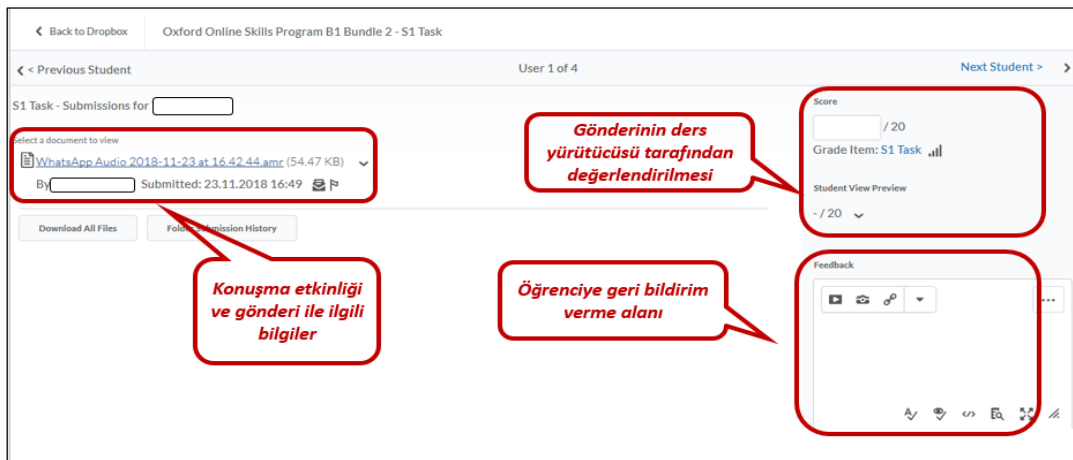 Back to Dropbox
Oxford Online Skills Program B1 Bundle 2 - S1 Task
< Previous Student
User 1 of 4
Next Student >
S1 Task - Submissions for
Select a document to view
WhatsApp Audio 2018-11-23 at 16.42.44.amr (54.47 KB)
By
Submitted: 23.11.2018 16:49
Download All Files
Folder Submission History
Konuşma etkinliği
ve gönderi ile ilgili
bilgiler
Gönderinin ders
yürütücüsü tarafından
değerlendirilmesi
Score
/ 20
Grade Item: S1 Task
Student View Preview
- / 20
Öğrenciye geri bildirim
verme alanı
Feedback